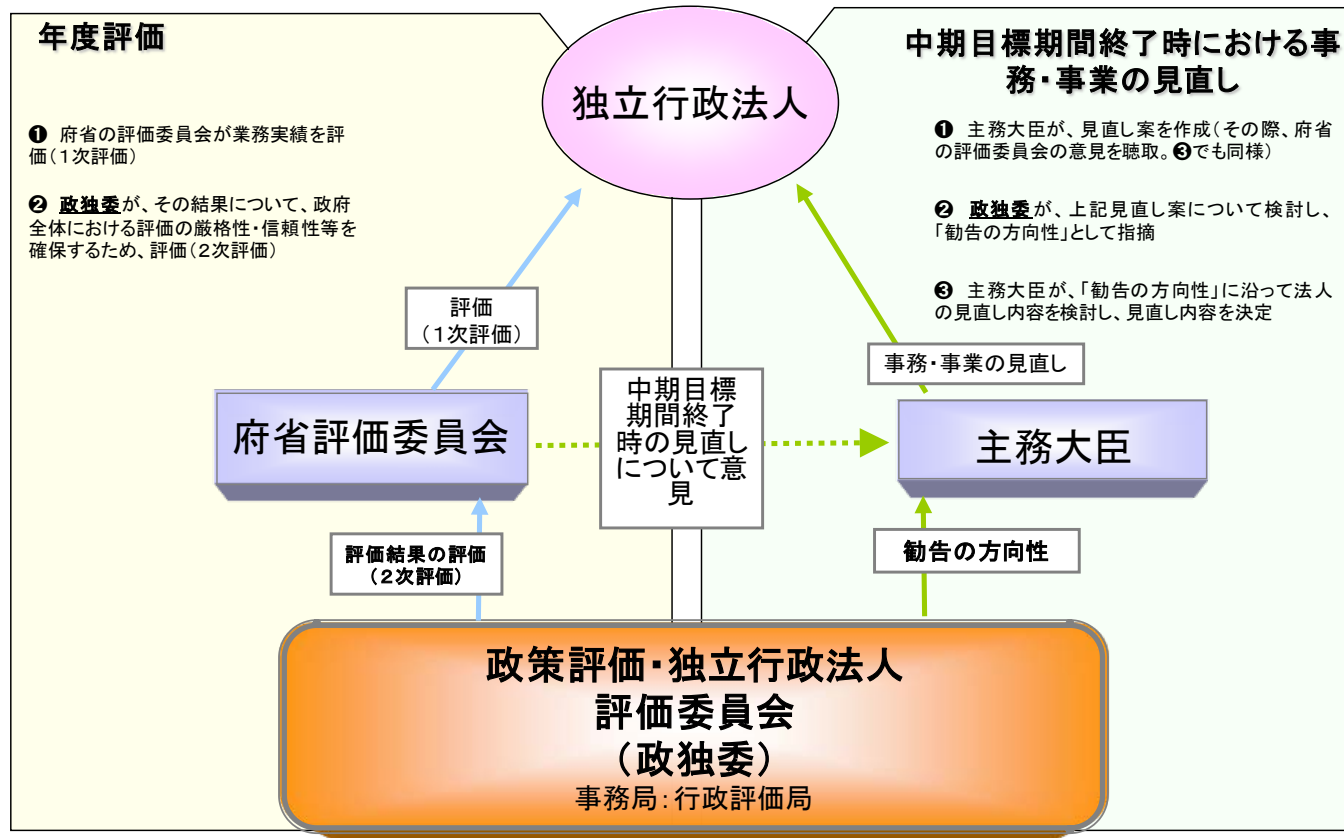 年度評価
❶ 府省の評価委員会が業務実績を評
価(1次評価)
❷ 政独委が、その結果について、政府
全体における評価の厳格性・信頼性等を
確保するため、評価(2次評価)
独立行政法人
中期目標期間終了時における事
務・事業の見直し
❶ 主務大臣が、見直し案を作成(その際、府省
の評価委員会の意見を聴取。❸でも同様)
❷ 政独委が、上記見直し案について検討し、
「勧告の方向性」として指摘
❸ 主務大臣が、「勧告の方向性」に沿って法人
の見直し内容を検討し、見直し内容を決定
評価
(1次評価)
事務・事業の見直し
府省評価委員会
中期目標
期間終了
時の見直し
について意
見
主務大臣
評価結果の評価
(2次評価)
勧告の方向性
政策評価・独立行政法人
評価委員会
(政独委)
事務局:行政評価局